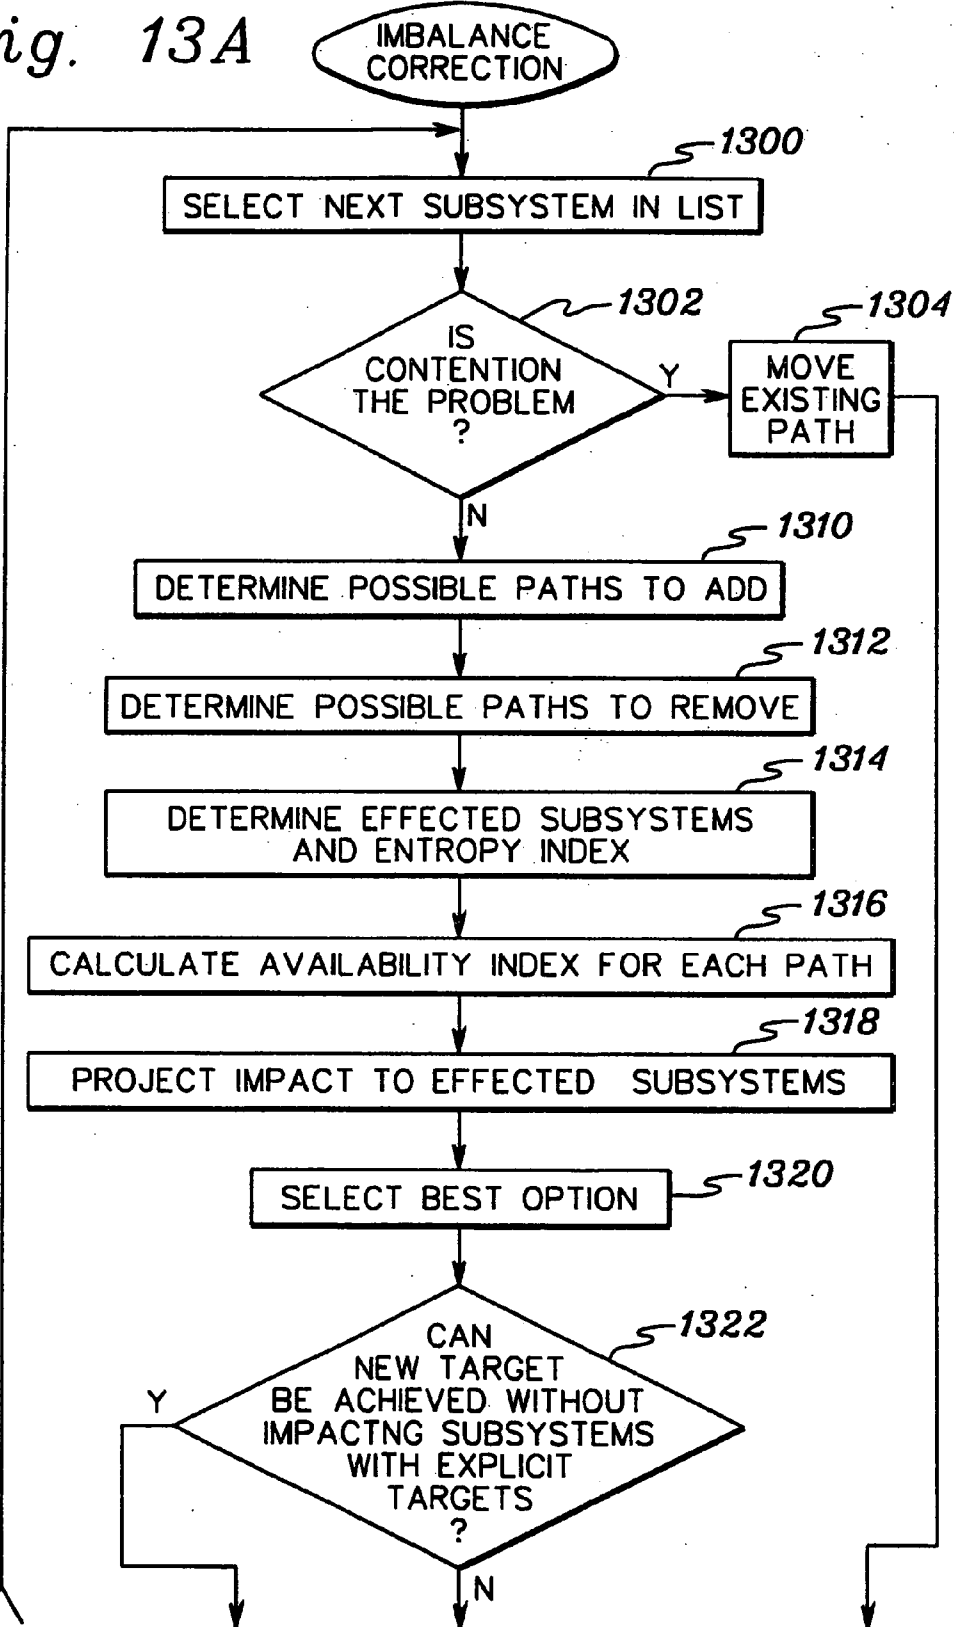 ig. 13A
IMBALANCE
CORRECTION
1300
SELECT NEXT SUBSYSTEM IN LIST
1302
IS
CONTENTION
THE PROBLEM
?
Y
1304
MOVE
EXISTING
PATH
N
1310
DETERMINE POSSIBLE PATHS TO ADD
1312
DETERMINE POSSIBLE PATHS TO REMOVE
1314
DETERMINE EFFECTED SUBSYSTEMS
AND ENTROPY INDEX
1316
CALCULATE AVAILABILITY INDEX FOR EACH PATH
1318
PROJECT IMPACT TO EFFECTED SUBSYSTEMS
1320
SELECT BEST OPTION
1322
CAN
NEW TARGET
BE ACHIEVED WITHOUT
IMPACTNG SUBSYSTEMS
WITH EXPLICIT
TARGETS
?
Y
N